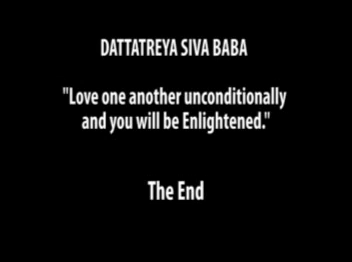 DATTATREYA SIVA BABA
"Love one another unconditionally
and you will be Enlightened."
The End